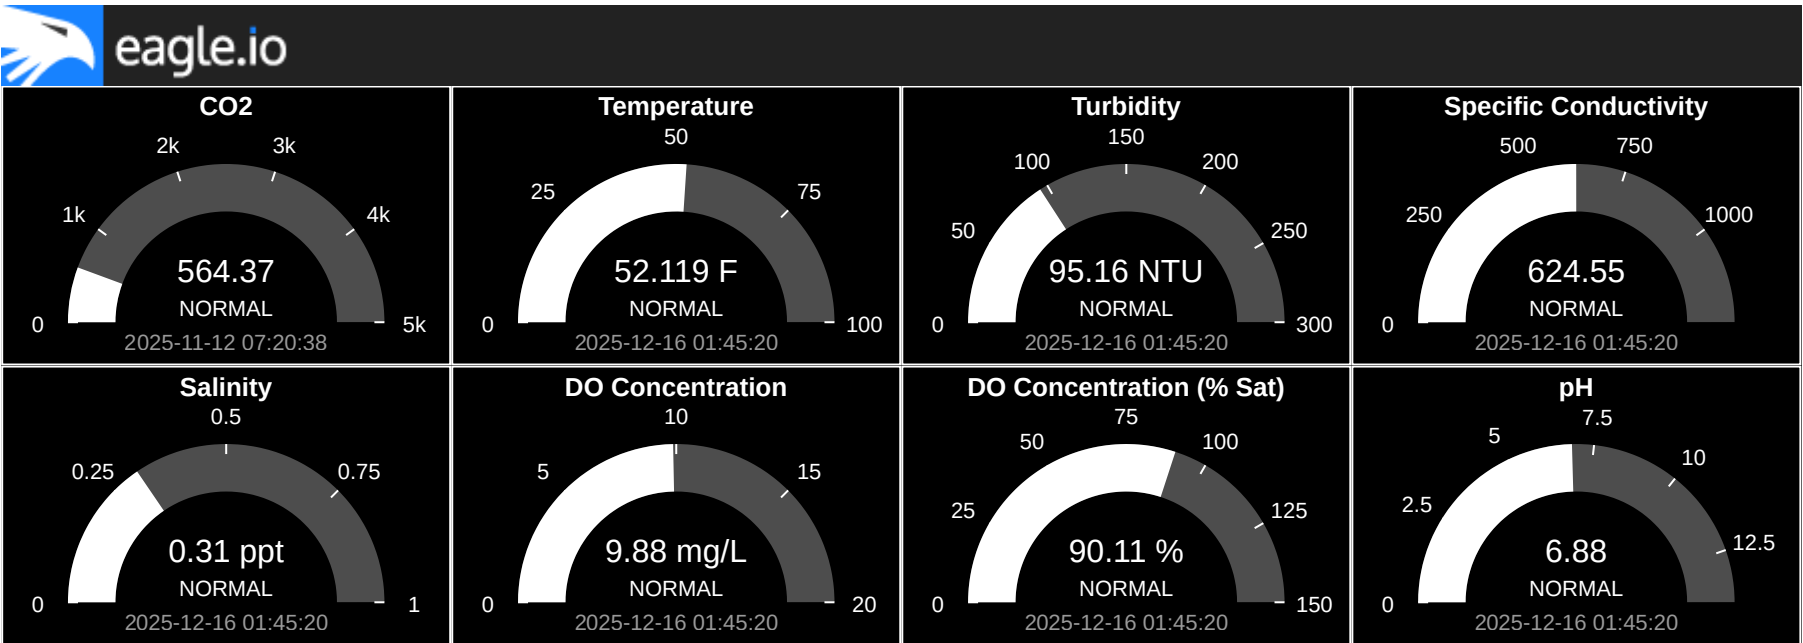 eagle.io
CO2
2k
3k
1k
4k
564.37
NORMAL
0
5k
2025-11-12 07:20:38
Temperature
50
25
75
52.119 F
NORMAL
0
100
2025-12-16 01:45:20
Turbidity
150
100
200
50
250
95.16 NTU
NORMAL
0
300
2025-12-16 01:45:20
Specific Conductivity
500
750
250
1000
624.55
NORMAL
0
2025-12-16 01:45:20
Salinity
0.5
0.25
0.75
0.31 ppt
NORMAL
0
1
2025-12-16 01:45:20
DO Concentration
10
5
15
9.88 mg/L
NORMAL
0
20
2025-12-16 01:45:20
DO Concentration (% Sat)
75
50
100
25
125
90.11 %
NORMAL
0
150
2025-12-16 01:45:20
pH
7.5
5
10
2.5
12.5
6.88
NORMAL
0
2025-12-16 01:45:20